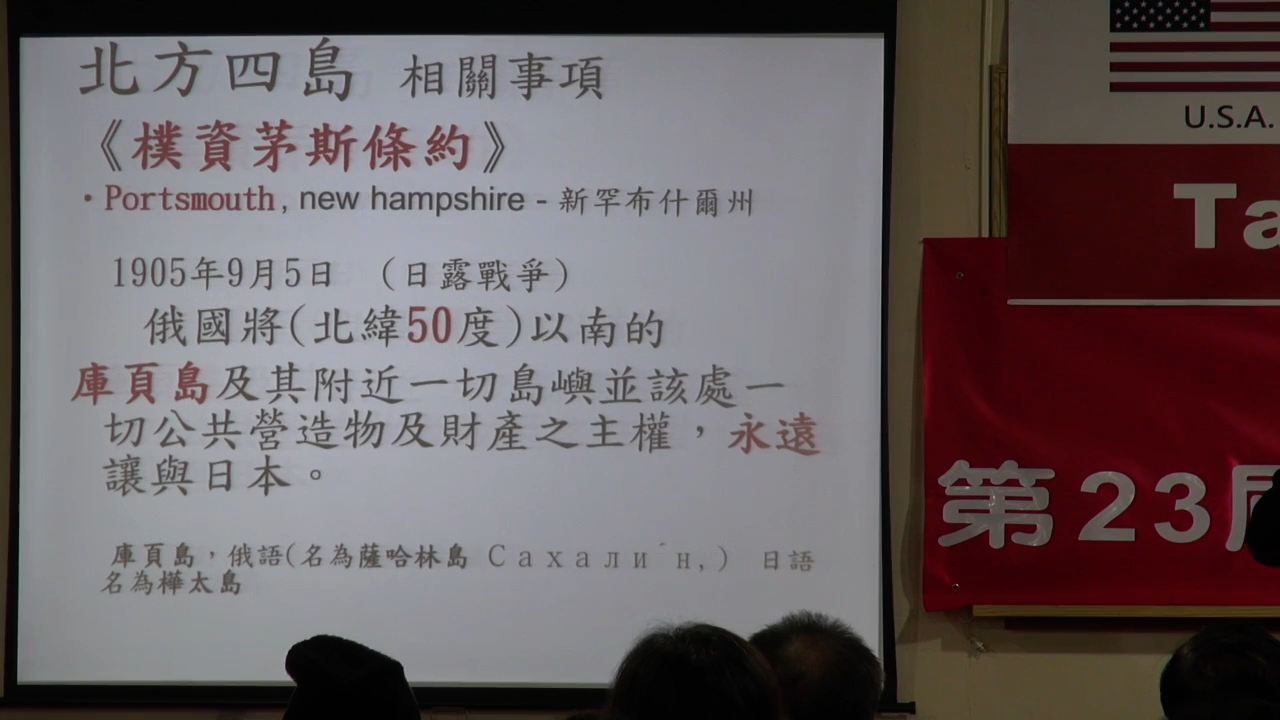 北方四島 相關事項
《樸資茅斯條約》
• Portsmouth, new hampshire - 新罕布什爾州
1905年9月5日 (日露戰爭)
俄國將(北緯50度)以南的
庫頁島及其附近一切島嶼並該處一
切公共營造物及財產之主權，永遠
讓與日本。
庫頁島，俄語(名為薩哈林島 Сахали́н,) 日語
名為樺太島
U.S.A.
Ta
第23屆